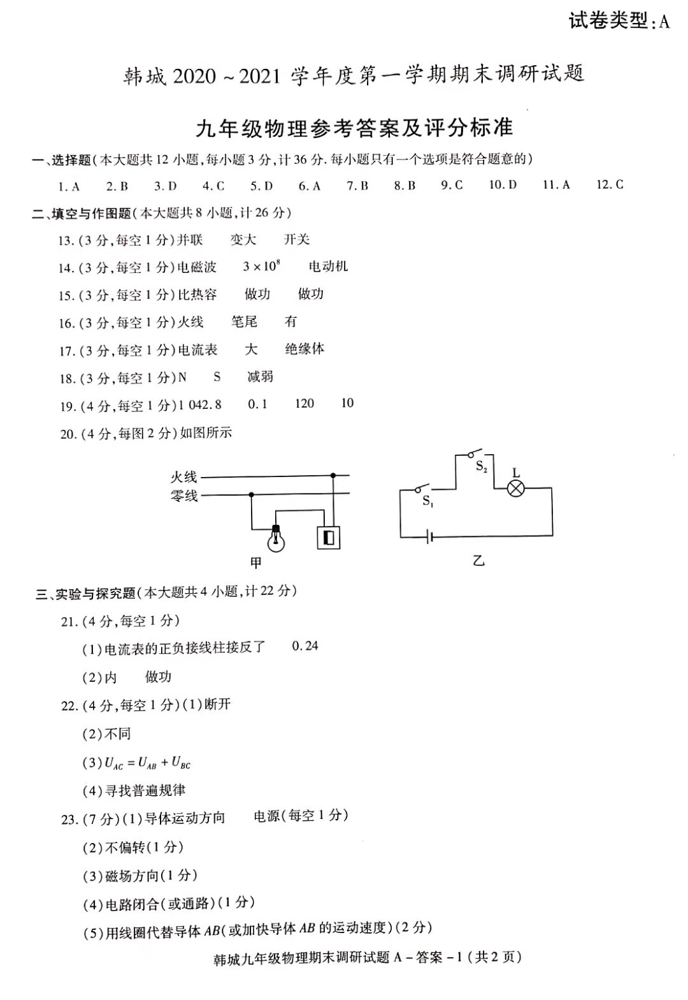 试卷类型:A
韩城 2020 ~ 2021 学年度第一学期期末调研试题
九年级物理参考答案及评分标准
一、选择题(本大题共 12 小题,每小题 3 分,计 36 分. 每小题只有一个选项是符合题意的)
1. A 2. B 3. D 4. C 5. D 6. A 7. B 8. B 9. C 10. D 11. A 12. C
二、填空与作图题(本大题共 8 小题,计 26 分)
13. (3 分,每空 1 分)并联 变大 开关
14. (3 分,每空 1 分)电磁波 3 × 10⁸ 电动机
15. (3 分,每空 1 分)比热容 做功 做功
16. (3 分,每空 1 分)火线 笔尾 有
17. (3 分,每空 1 分)电流表 大 绝缘体
18. (3 分,每空 1 分)N S 减弱
19. (4 分,每空 1 分)1 042.8 0.1 120 10
20. (4 分,每图 2 分)如图所示
火线
零线
甲
S₂
L
S₁
乙
三、实验与探究题(本大题共 4 小题,计 22 分)
21. (4 分,每空 1 分)
(1)电流表的正负接线柱接反了 0.24
(2)内 做功
22. (4 分,每空 1 分)(1)断开
(2)不同
(3)U_AC = U_AB + U_BC
(4)寻找普遍规律
23. (7 分)(1)导体运动方向 电源(每空 1 分)
(2)不偏转(1 分)
(3)磁场方向(1 分)
(4)电路闭合(或通路)(1 分)
(5)用线圈代替导体 AB(或加快导体 AB 的运动速度)(2 分)
韩城九年级物理期末调研试题 A - 答案 - 1 (共 2 页)